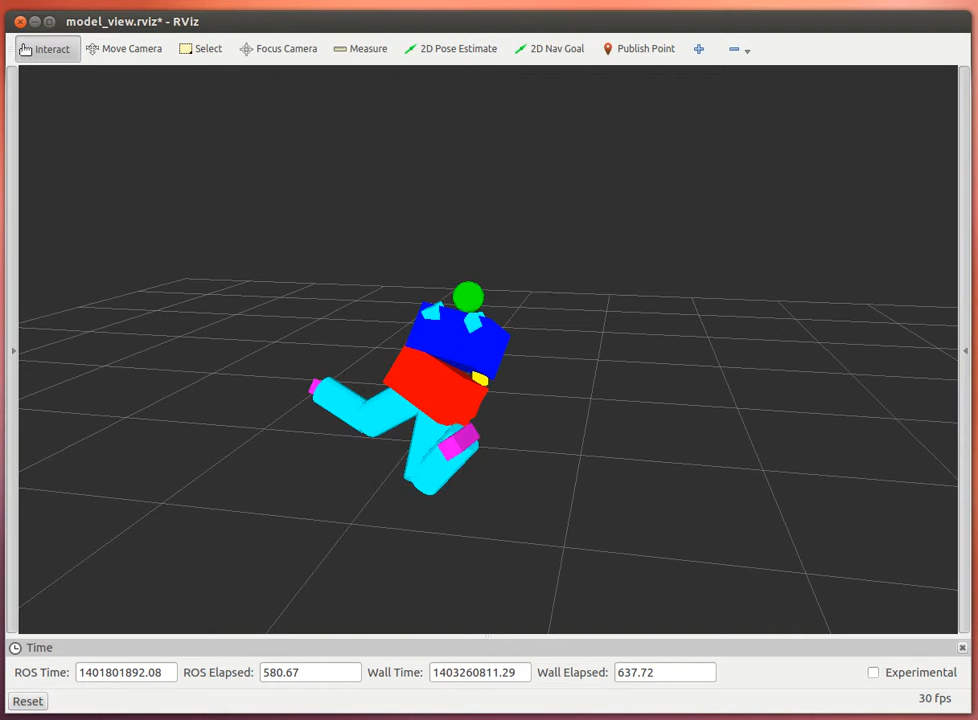 model_view.rviz* - RViz
Interact Move Camera Select Focus Camera Measure 2D Pose Estimate 2D Nav Goal Publish Point
Time
ROS Time: 1401801892.08 ROS Elapsed: 580.67 Wall Time: 1403260811.29 Wall Elapsed: 637.72 Experimental
Reset 30 fps